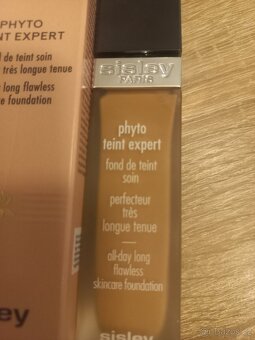 PHYTO
TEINT EXPERT
fond de teint soin
très longue tenue
long flawless
foundation
sisley
PARIS
phyto
teint expert
fond de teint
soin
perfecteur
très
longue tenue
all-day long
flawless
skincare foundation
sisley